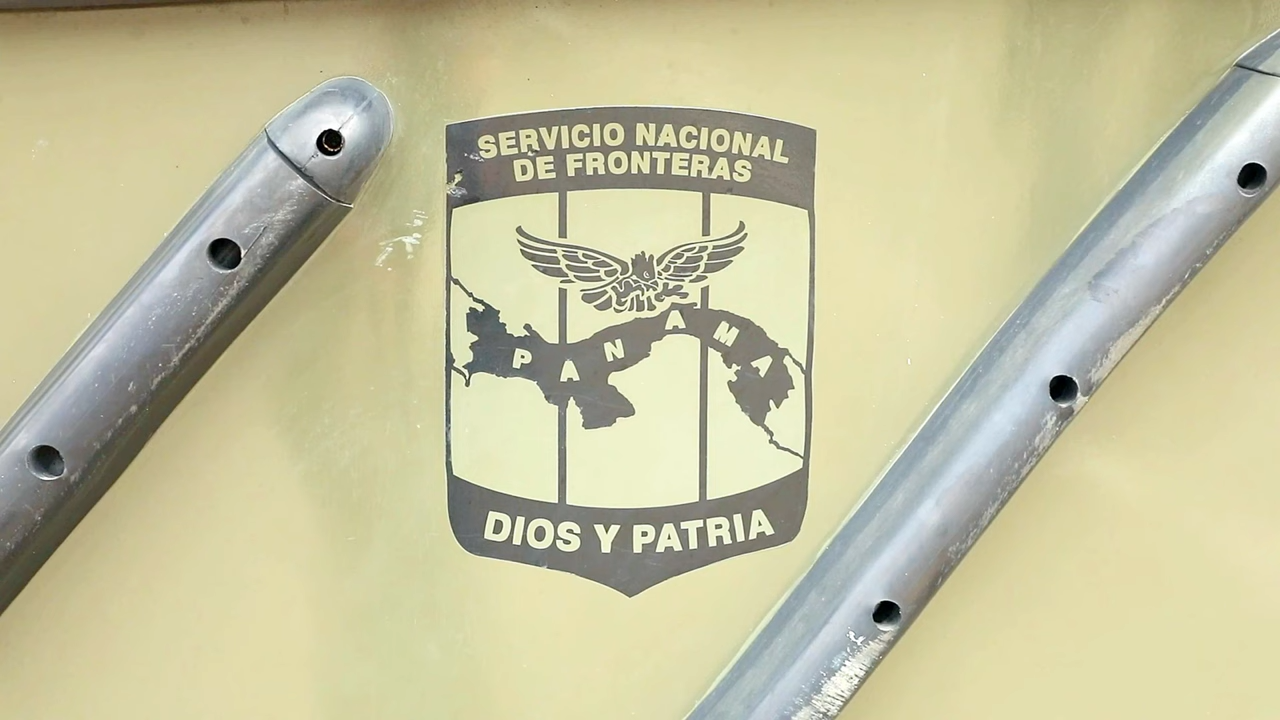 SERVICIO NACIONAL
DE FRONTERAS
PANAMA
DIOS Y PATRIA